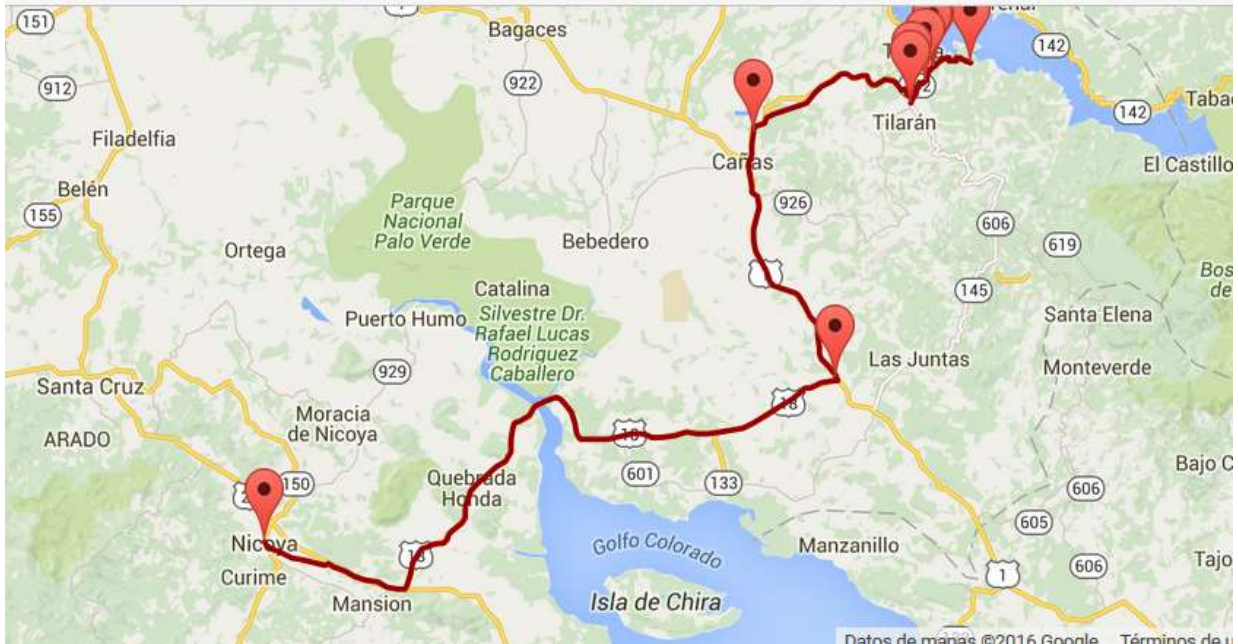 151
1
Bagaces
142
912
922
142
Tabac
Filadelfia
Tilarán
Cañas
El Castillo
Belén
155
926
Parque
Nacional
Palo Verde
606
Ortega
Bebedero
619
145
Catalina
Puerto Humo
Silvestre Dr.
Rafael Lucas
Rodriguez
Caballero
Santa Elena
Las Juntas
Monteverde
929
Santa Cruz
18
Moracia
de Nicoya
ARADO
18
601
133
Quebrada
Honda
150
Bajo C
606
605
Nicoya
18
Golfo Colorado
Manzanillo
Curime
606
Tajo
1
Mansion
Isla de Chira
Datos de mapas ©2016 Google
Términos de u